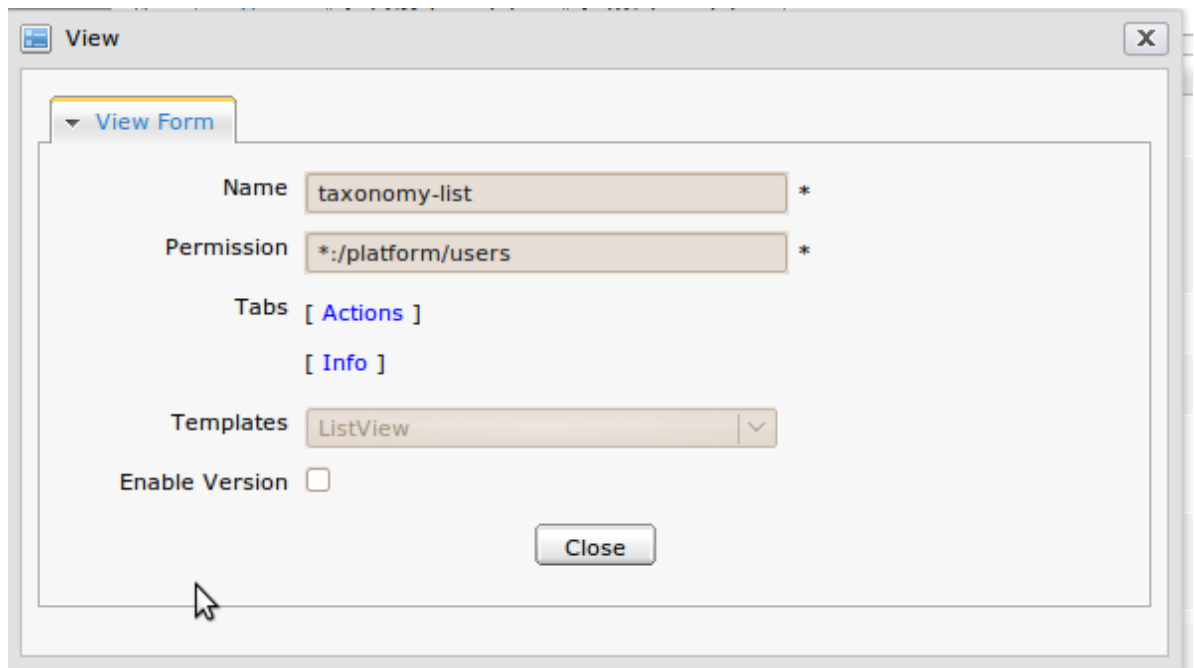 View
X
View Form
Name taxonomy-list *
Permission *:/platform/users *
Tabs [ Actions ]
[ Info ]
Templates ListView
Enable Version
Close